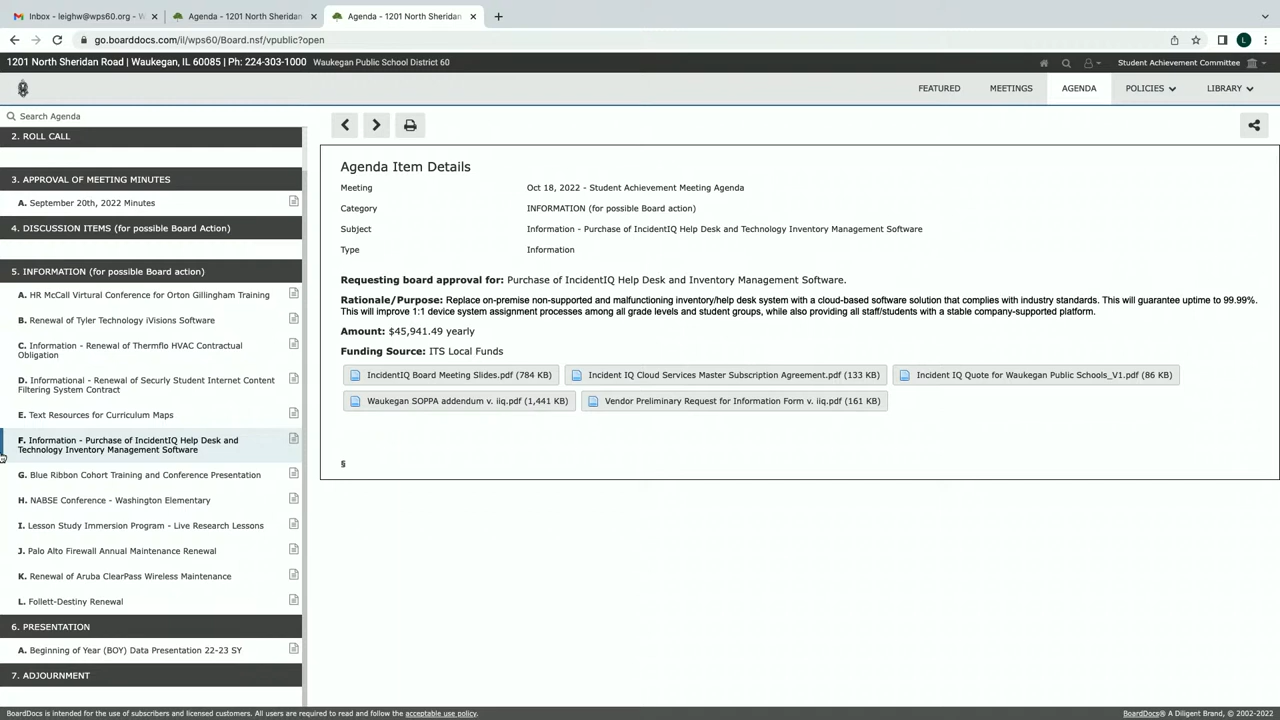 Inbox - leighw@wps60.org - W
Agenda - 1201 North Sheridan
Agenda - 1201 North Sheridan
go.boarddocs.com/il/wps60/Board.nsf/vpublic?open
L
1201 North Sheridan Road | Waukegan, IL 60085 | Ph: 224-303-1000 Waukegan Public School District 60
Student Achievement Committee
FEATURED MEETINGS AGENDA POLICIES LIBRARY
Search Agenda
2. ROLL CALL
3. APPROVAL OF MEETING MINUTES
A. September 20th, 2022 Minutes
4. DISCUSSION ITEMS (for possible Board Action)
5. INFORMATION (for possible Board action)
A. HR McCall Virtural Conference for Orton Gillingham Training
B. Renewal of Tyler Technology iVisions Software
C. Information - Renewal of Thermflo HVAC Contractual
Obligation
D. Informational - Renewal of Securly Student Internet Content
Filtering System Contract
E. Text Resources for Curriculum Maps
F. Information - Purchase of IncidentIQ Help Desk and
Technology Inventory Management Software
G. Blue Ribbon Cohort Training and Conference Presentation
H. NABSE Conference - Washington Elementary
I. Lesson Study Immersion Program - Live Research Lessons
J. Palo Alto Firewall Annual Maintenance Renewal
K. Renewal of Aruba ClearPass Wireless Maintenance
L. Follett-Destiny Renewal
6. PRESENTATION
A. Beginning of Year (BOY) Data Presentation 22-23 SY
7. ADJOURNMENT
Agenda Item Details
Meeting Oct 18, 2022 - Student Achievement Meeting Agenda
Category INFORMATION (for possible Board action)
Subject Information - Purchase of IncidentIQ Help Desk and Technology Inventory Management Software
Type Information
Requesting board approval for: Purchase of IncidentIQ Help Desk and Inventory Management Software.
Rationale/Purpose: Replace on-premise non-supported and malfunctioning inventory/help desk system with a cloud-based software solution that complies with industry standards. This will guarantee uptime to 99.99%.
This will improve 1:1 device system assignment processes among all grade levels and student groups, while also providing all staff/students with a stable company-supported platform.
Amount: $45,941.49 yearly
Funding Source: ITS Local Funds
IncidentIQ Board Meeting Slides.pdf (784 KB) Incident IQ Cloud Services Master Subscription Agreement.pdf (133 KB) Incident IQ Quote for Waukegan Public Schools_V1.pdf (86 KB)
Waukegan SOPPA addendum v. iiq.pdf (1,441 KB) Vendor Preliminary Request for Information Form v. iiq.pdf (161 KB)
§
BoardDocs is intended for the use of subscribers and licensed customers. All users are required to read and follow the acceptable use policy.
BoardDocs® A Diligent Brand, © 2002-2022